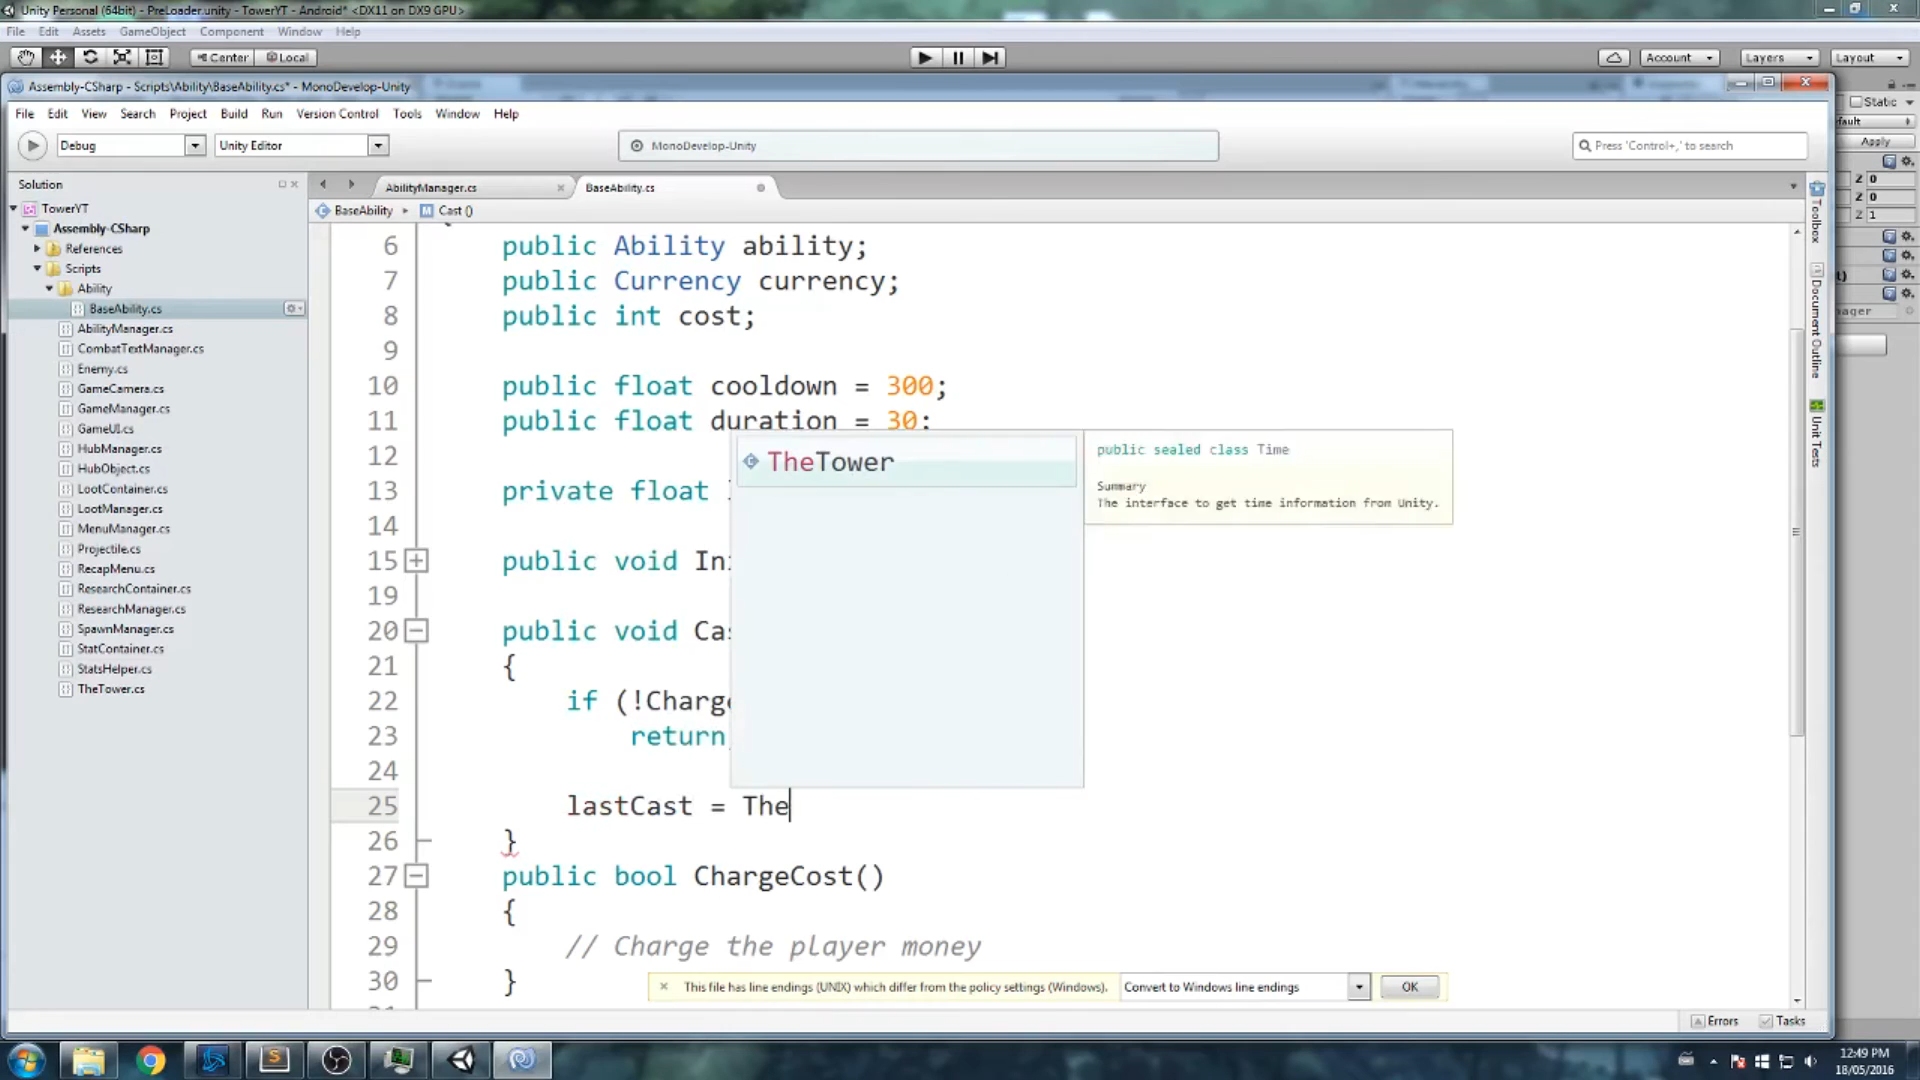 Unity Personal (64bit) - PreLoader.unity - TowerYT - Android* <DX11 on DX9 GPU>
File Edit Assets GameObject Component Window Help
Center Local Account Layers Layout
Assembly-CSharp - Scripts\Ability\BaseAbility.cs* - MonoDevelop-Unity
Static
File Edit View Search Project Build Run Version Control Tools Window Help
fault
Debug Unity Editor MonoDevelop-Unity Press 'Control+,' to search
Apply
Solution AbilityManager.cs BaseAbility.cs
Z 0
Z 0
Z 1
TowerYT BaseAbility Cast ()
Assembly-CSharp
References
Scripts
Ability
BaseAbility.cs
AbilityManager.cs
CombatTextManager.cs
Enemy.cs
GameCamera.cs
GameManager.cs
GameUI.cs
HubManager.cs
HubObject.cs
LootContainer.cs
LootManager.cs
MenuManager.cs
Projectile.cs
RecapMenu.cs
ResearchContainer.cs
ResearchManager.cs
SpawnManager.cs
StatContainer.cs
StatsHelper.cs
TheTower.cs
6 public Ability ability;
7 public Currency currency;
8 public int cost;
9
10 public float cooldown = 300;
11 public float duration = 30;
12
13 private float
14
15 public void In
19
20 public void Ca
21 {
22 if (!Charg
23 return
24
25 lastCast = The
26 }
27 public bool ChargeCost()
28 {
29 // Charge the player money
30 }
TheTower
public sealed class Time
Summary
The interface to get time information from Unity.
Toolbox
Document Outline
Unit Tests
nager
This file has line endings (UNIX) which differ from the policy settings (Windows). Convert to Windows line endings OK
Errors Tasks
12:49 PM
18/05/2016